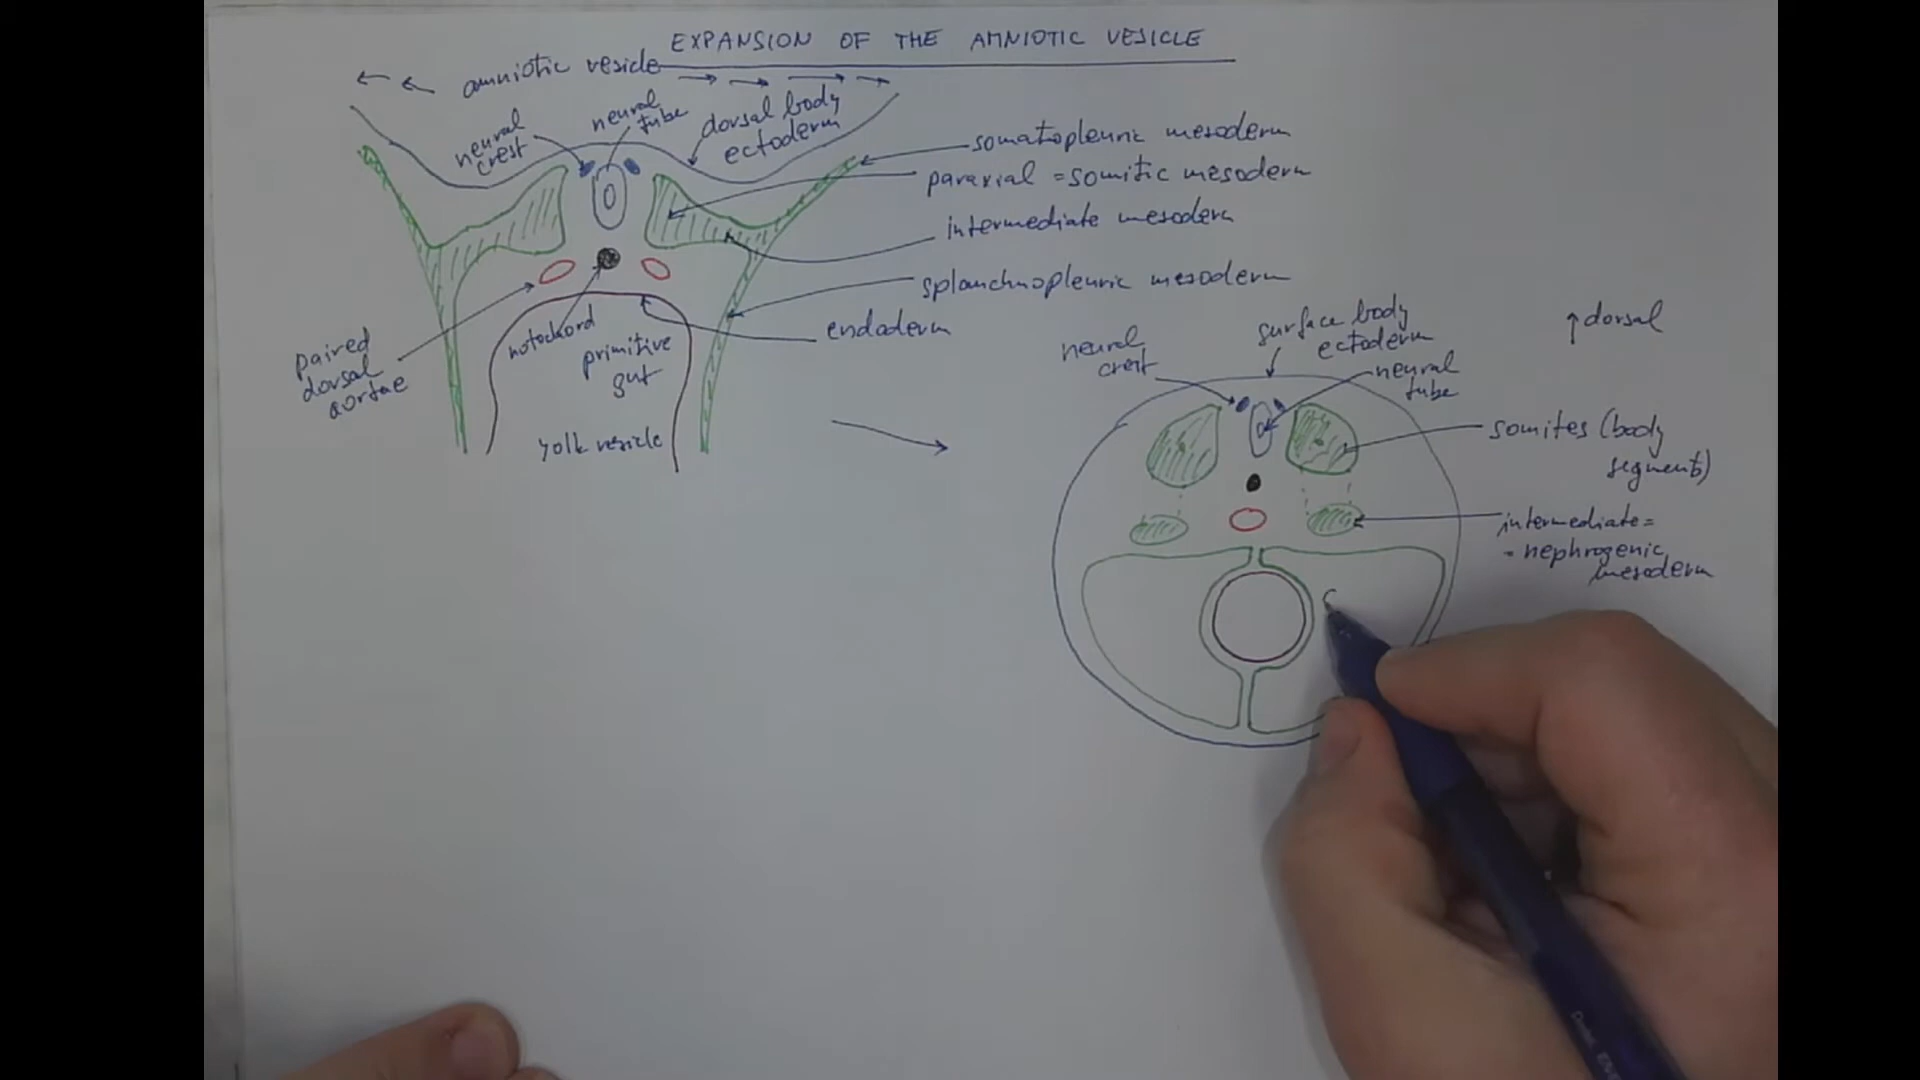 EXPANSION OF THE AMNIOTIC VESICLE
amniotic vesicle
neural
crest
neural
tube
dorsal body
ectoderm
somatopleuric mesoderm
paraxial = somitic mesoderm
intermediate mesoderm
splanchnopleuric mesoderm
endoderm
notochord
primitive
gut
paired
dorsal
aortae
yolk vesicle
neural
crest
surface body
ectoderm
neural
tube
↑ dorsal
somites (body
segments)
intermediate =
= nephrogenic
mesoderm
C